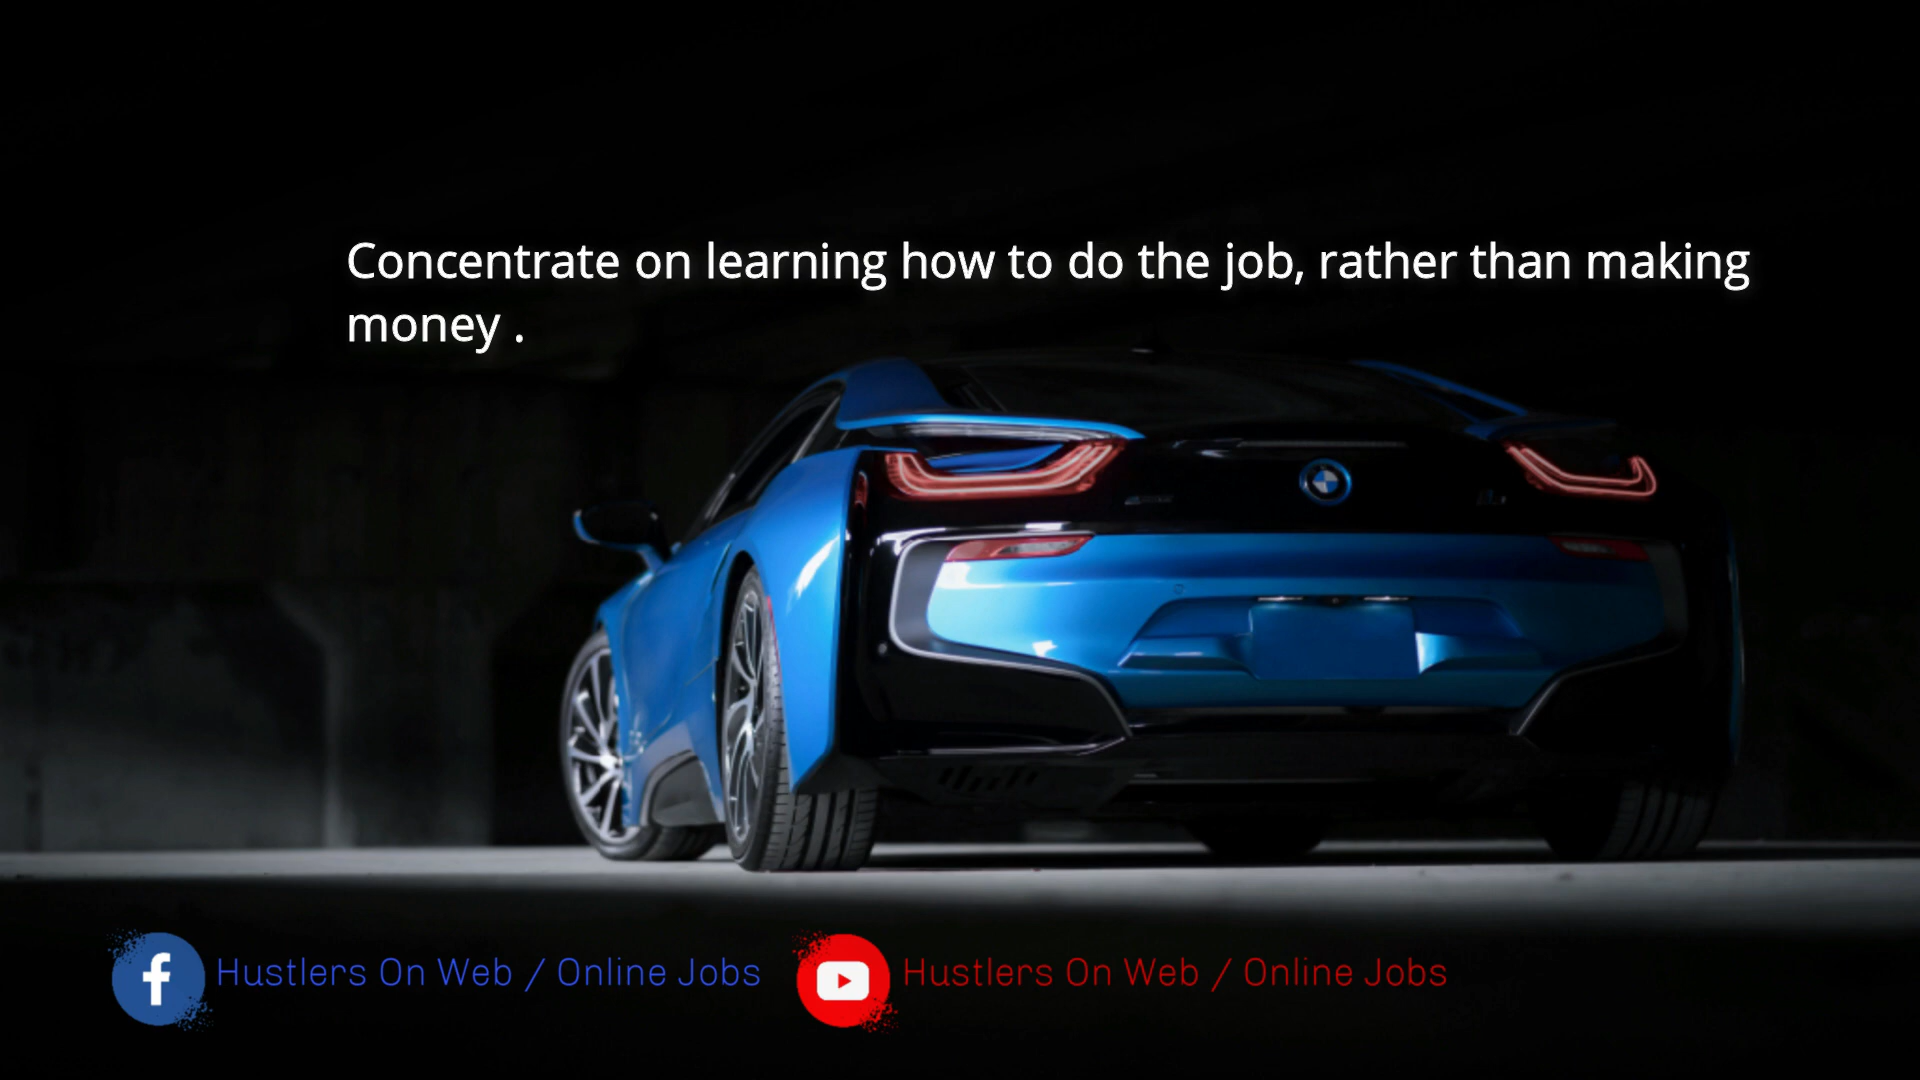 Concentrate on learning how to do the job, rather than making
money .
Hustlers On Web / Online Jobs
Hustlers On Web / Online Jobs